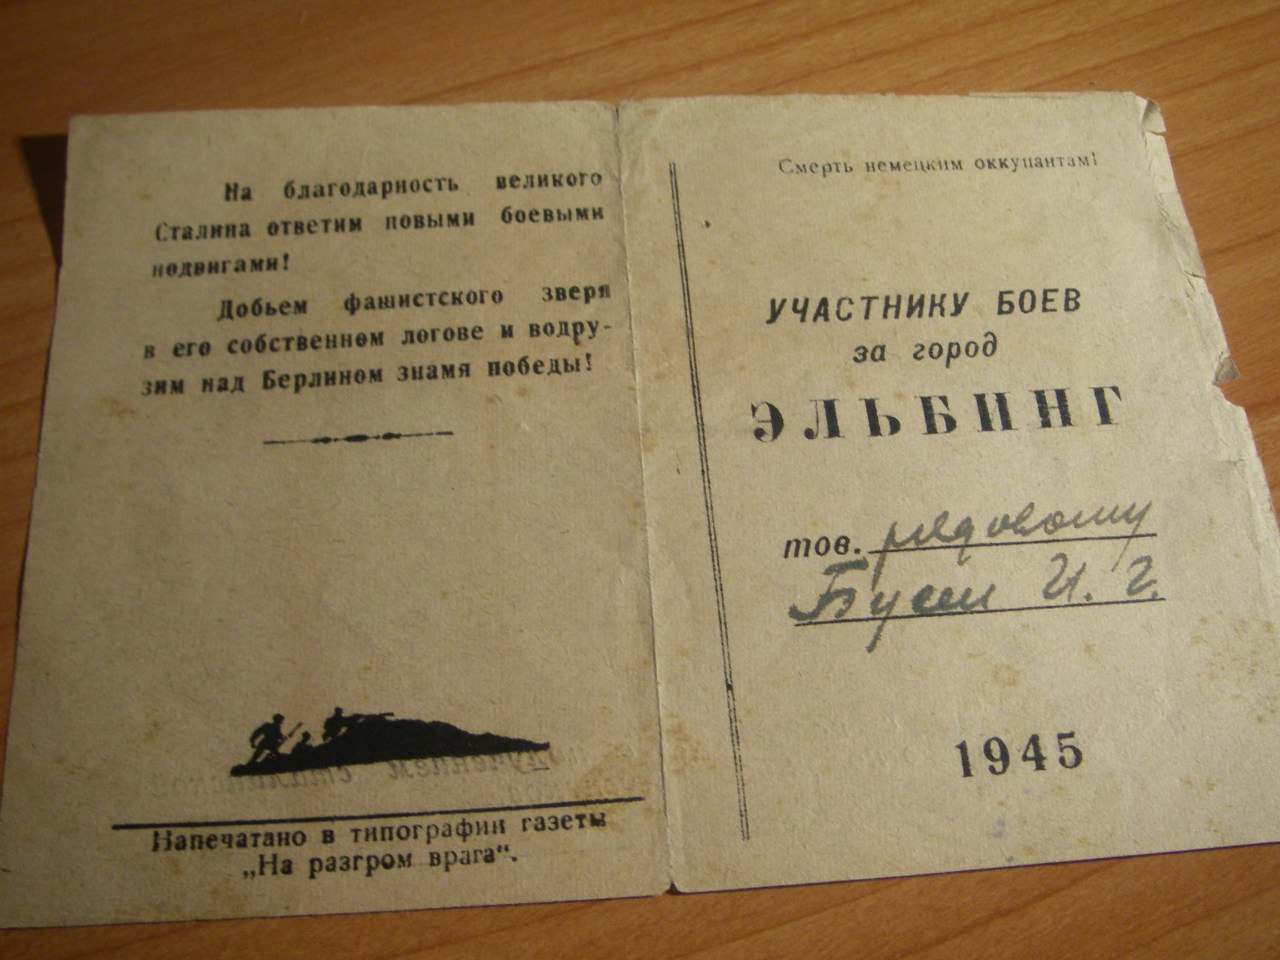 На благодарность великого
Сталина ответим новыми боевыми
подвигами!
Добьем фашистского зверя
в его собственном логове и водру-
зим над Берлином знамя победы!
Напечатано в типографии газеты
„На разгром врага“.
Смерть немецким оккупантам!
УЧАСТНИКУ БОЕВ
за город
ЭЛЬБИНГ
тов. рядовому
И. Г.
1945